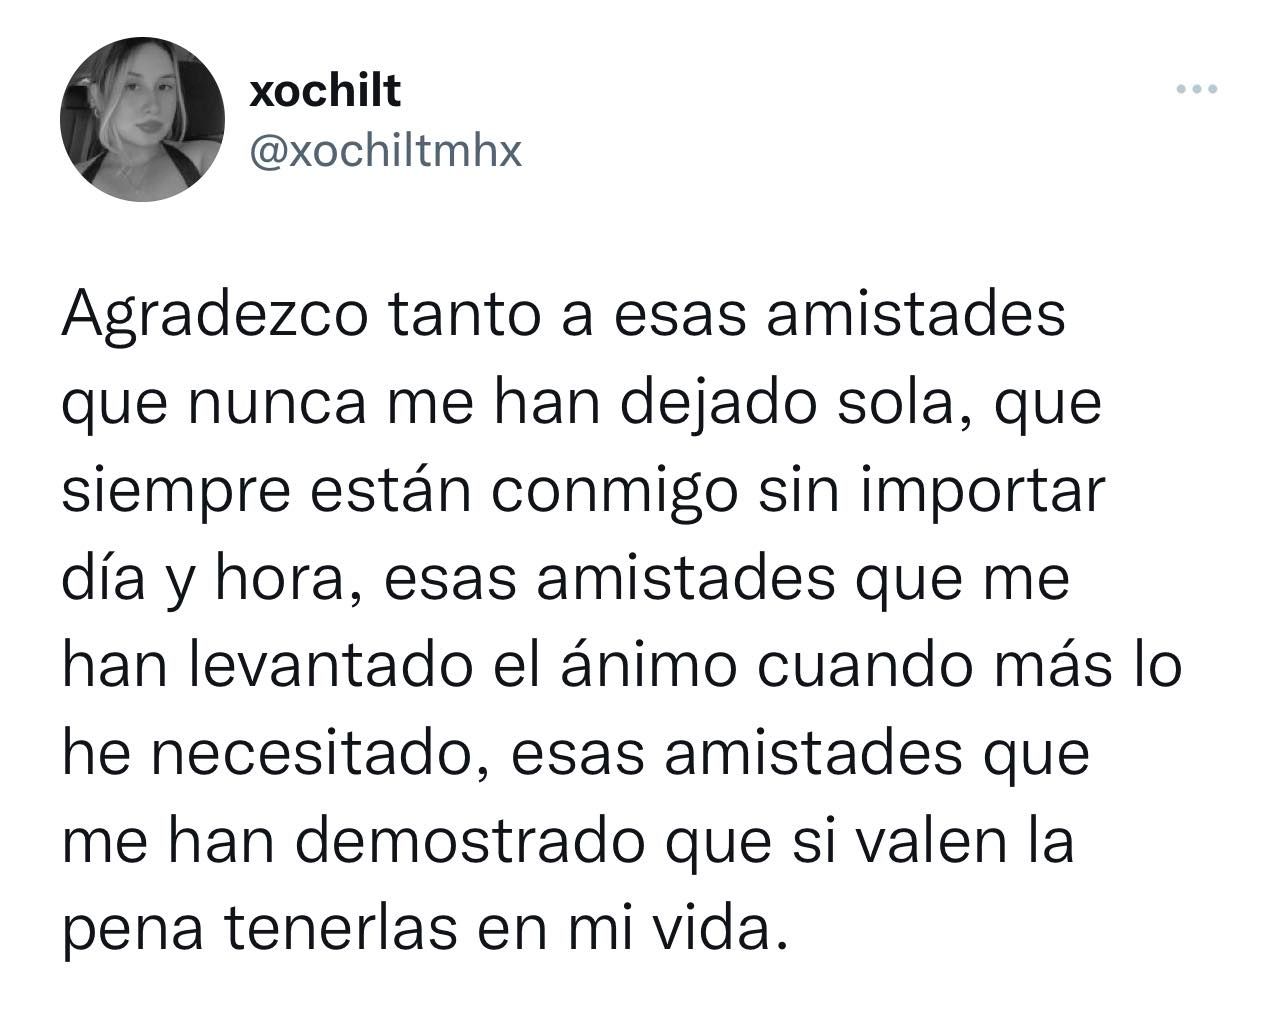 xochilt
@xochiltmhx
Agradezco tanto a esas amistades
que nunca me han dejado sola, que
siempre están conmigo sin importar
día y hora, esas amistades que me
han levantado el ánimo cuando más lo
he necesitado, esas amistades que
me han demostrado que si valen la
pena tenerlas en mi vida.